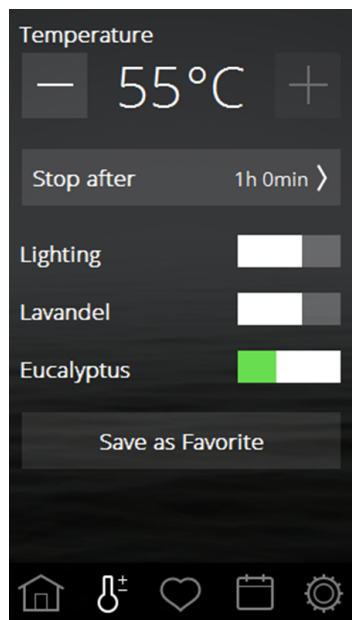 Temperature
55°C
Stop after 1h 0min
Lighting
Lavandel
Eucalyptus
Save as Favorite